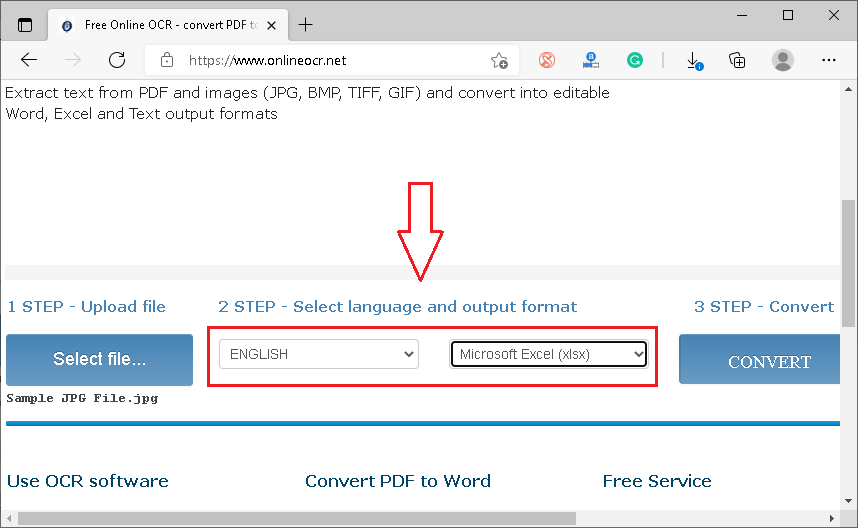 Free Online OCR - convert PDF to
https://www.onlineocr.net
Extract text from PDF and images (JPG, BMP, TIFF, GIF) and convert into editable
Word, Excel and Text output formats
1 STEP - Upload file
2 STEP - Select language and output format
3 STEP - Convert
Select file...
ENGLISH
Microsoft Excel (xlsx)
CONVERT
Sample JPG File.jpg
Use OCR software
Convert PDF to Word
Free Service